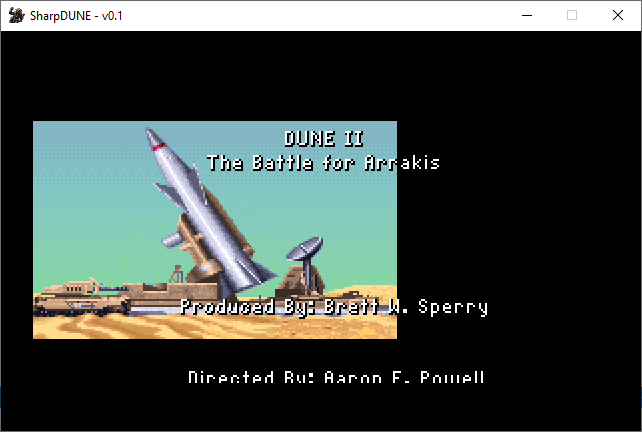 SharpDUNE - v0.1
DUNE II
The Battle for Arrakis
Produced By: Brett W. Sperry
Directed By: Aaron E. Powell